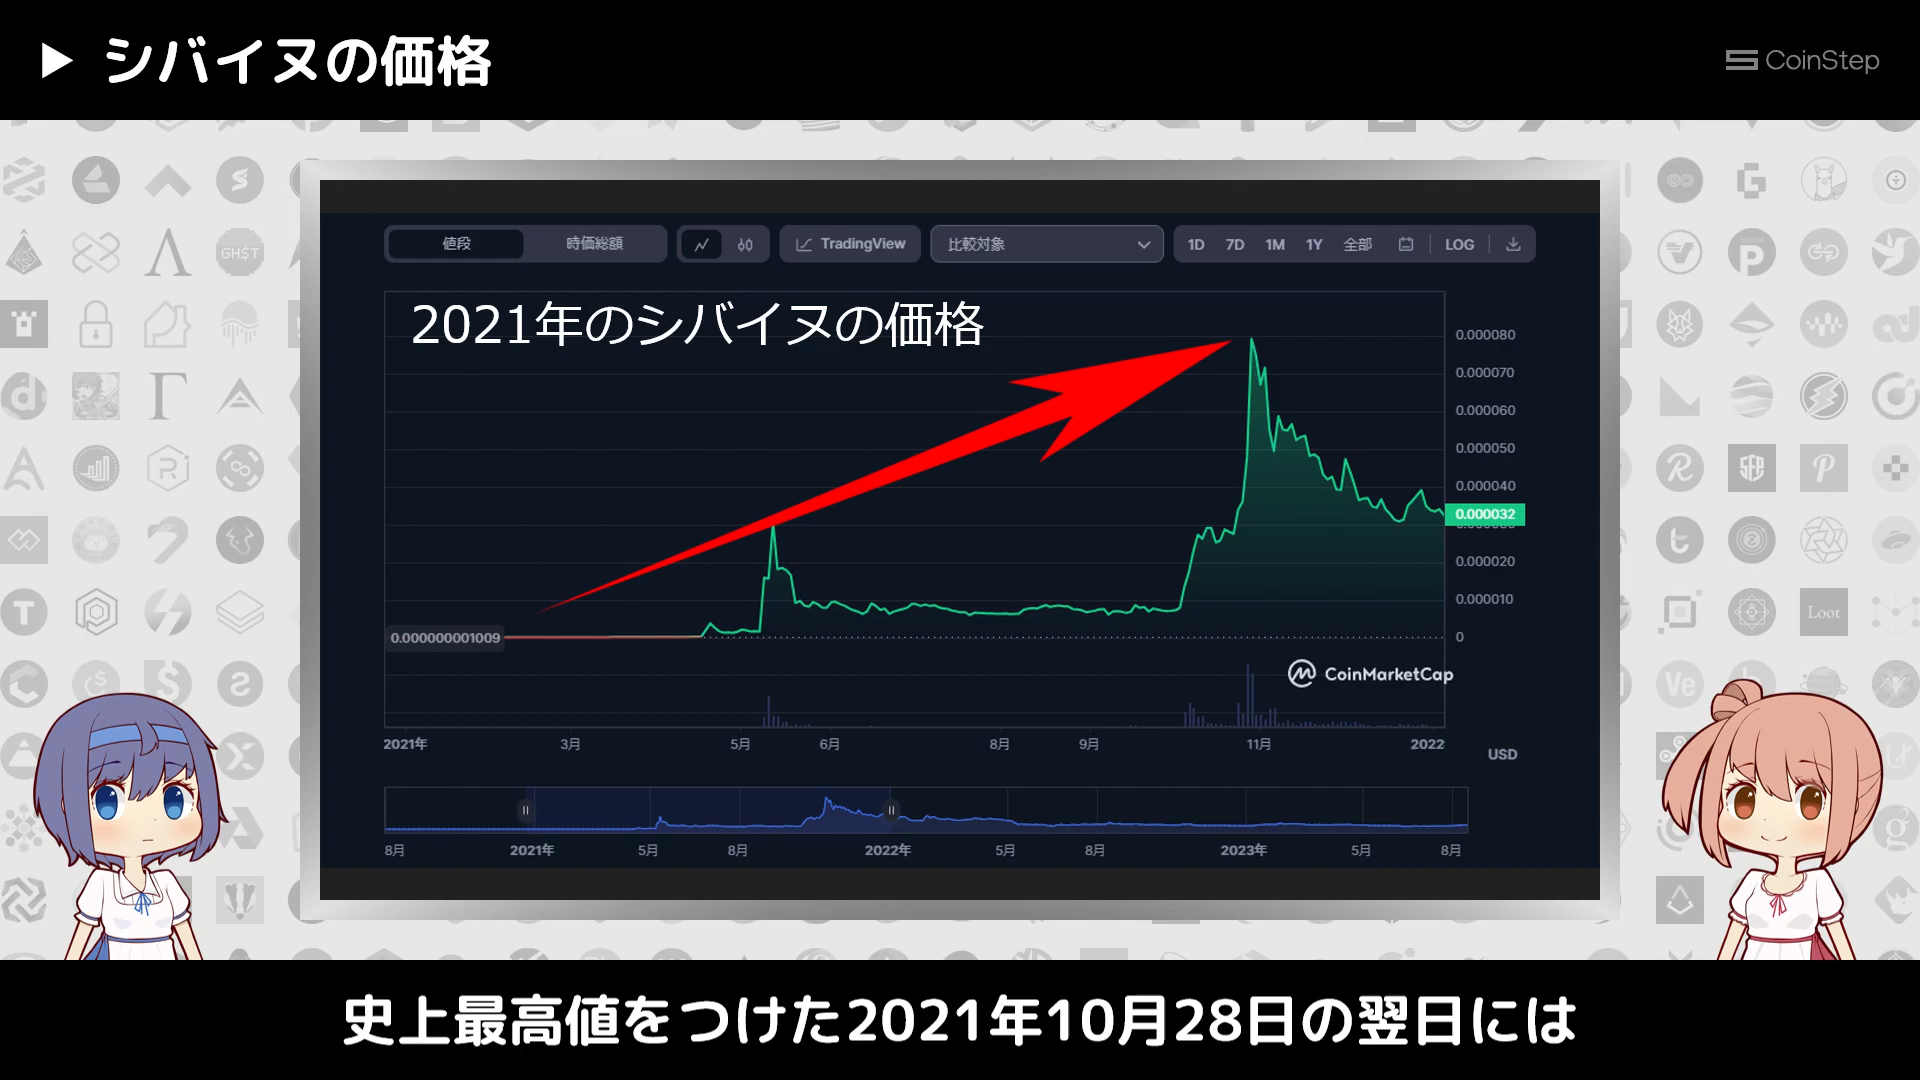 ▶ シバイヌの価格
CoinStep
値段 時価総額 TradingView 比較対象 1D 7D 1M 1Y 全部 LOG
2021年のシバイヌの価格
0.000080
0.000070
0.000060
0.000050
0.000040
0.000032
0.000020
0.000010
0.000000001009
0
CoinMarketCap
2021年 3月 5月 6月 8月 9月 11月 2022
USD
8月 2021年 5月 8月 2022年 5月 8月 2023年 5月 8月
GH$T
SFP
Loot
Ve
史上最高値をつけた2021年10月28日の翌日には